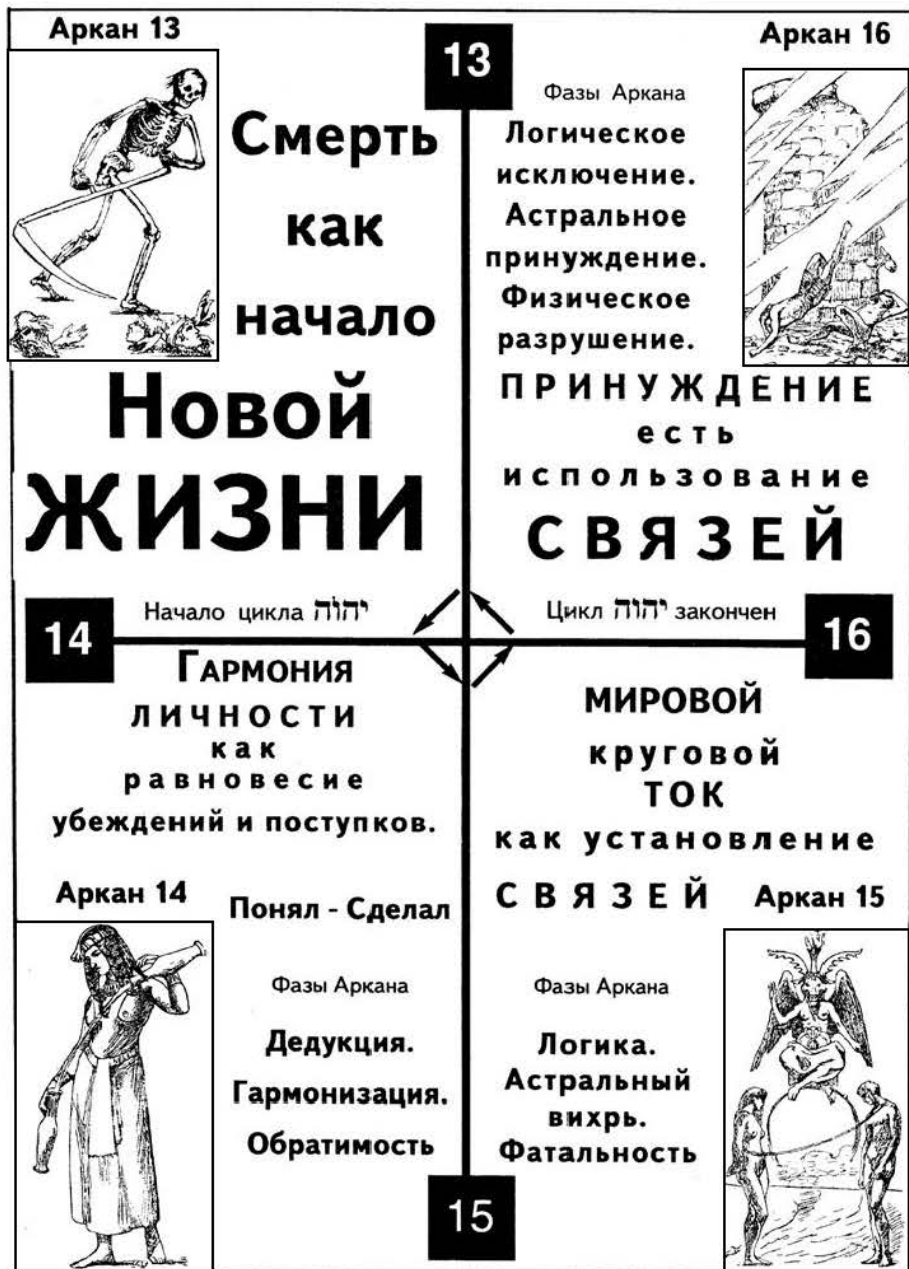 Аркан 13
13
Смерть
как
начало
Новой
ЖИЗНИ
Начало цикла יהוה
Аркан 16
Фазы Аркана
Логическое
исключение.
Астральное
принуждение.
Физическое
разрушение.
ПРИНУЖДЕНИЕ
есть
использование
СВЯЗЕЙ
Цикл יהוה закончен
14
16
ГАРМОНИЯ
ЛИЧНОСТИ
как
равновесие
убеждений и поступков.
Аркан 14
Понял - Сделал
Фазы Аркана
Дедукция.
Гармонизация.
Обратимость
МИРОВОЙ
круговой
ТОК
как установление
СВЯЗЕЙ
Аркан 15
Фазы Аркана
Логика.
Астральный
вихрь.
Фатальность
15